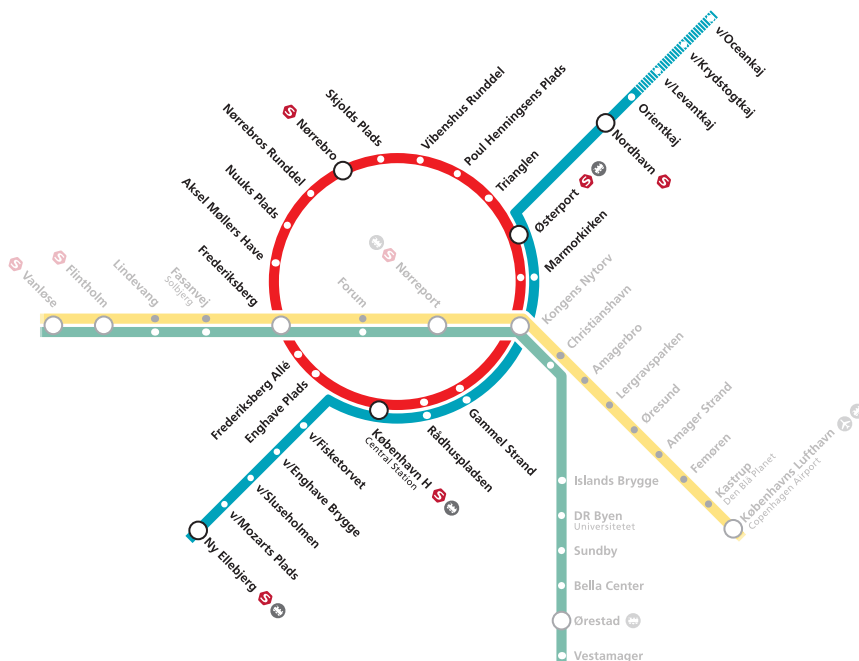 v/Oceankaj
v/Krydstogtkaj
v/Levantkaj
Orientkaj
Nordhavn
S
S
Østerport
Marmorkirken
Trianglen
Poul Henningsens Plads
Vibenshus Runddel
Skjolds Plads
S
Nørrebro
Nørrebros Runddel
Nuuks Plads
Aksel Møllers Have
Frederiksberg
S
Vanløse
S
Flintholm
Lindevang
Fasanvej
Solbjerg
Forum
S
Nørreport
Kongens Nytorv
Christianshavn
Amagerbro
Lergravsparken
Øresund
Amager Strand
Femøren
Kastrup
Den Blå Planet
Københavns Lufthavn
Copenhagen Airport
Islands Brygge
DR Byen
Universitetet
Sundby
Bella Center
Ørestad
Vestamager
Frederiksberg Allé
Enghave Plads
København H
Central Station
S
Rådhuspladsen
Gammel Strand
v/Fisketorvet
v/Enghave Brygge
v/Sluseholmen
v/Mozarts Plads
Ny Ellebjerg
S